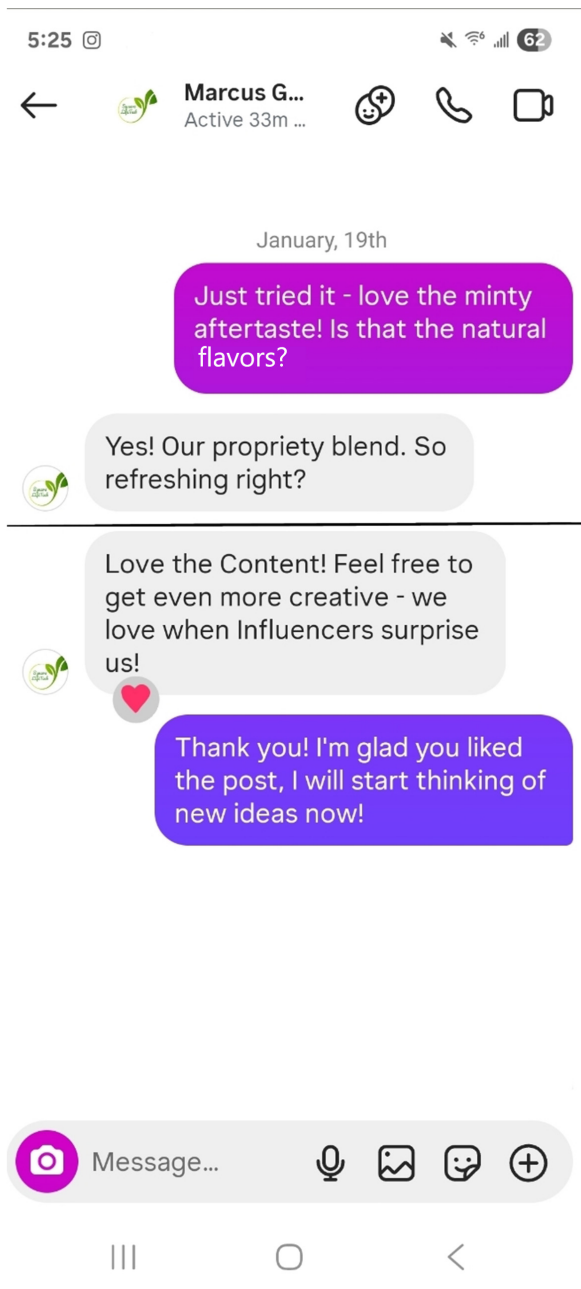 5:25
62
Marcus G...
Active 33m ...
January, 19th
Just tried it - love the minty
aftertaste! Is that the natural
flavors?
Yes! Our propriety blend. So
refreshing right?
Love the Content! Feel free to
get even more creative - we
love when Influencers surprise
us!
Thank you! I'm glad you liked
the post, I will start thinking of
new ideas now!
Message...